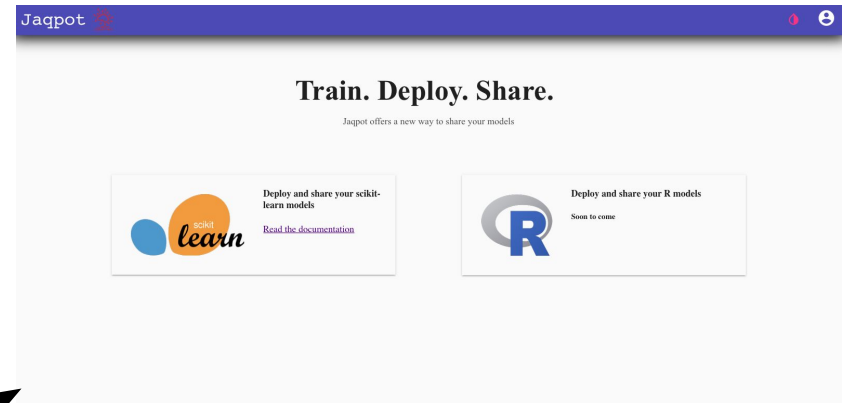 Jaqpot
Train. Deploy. Share.
Jaqpot offers a new way to share your models
scikit
learn
Deploy and share your scikit-
learn models
Read the documentation
R
Deploy and share your R models
Soon to come